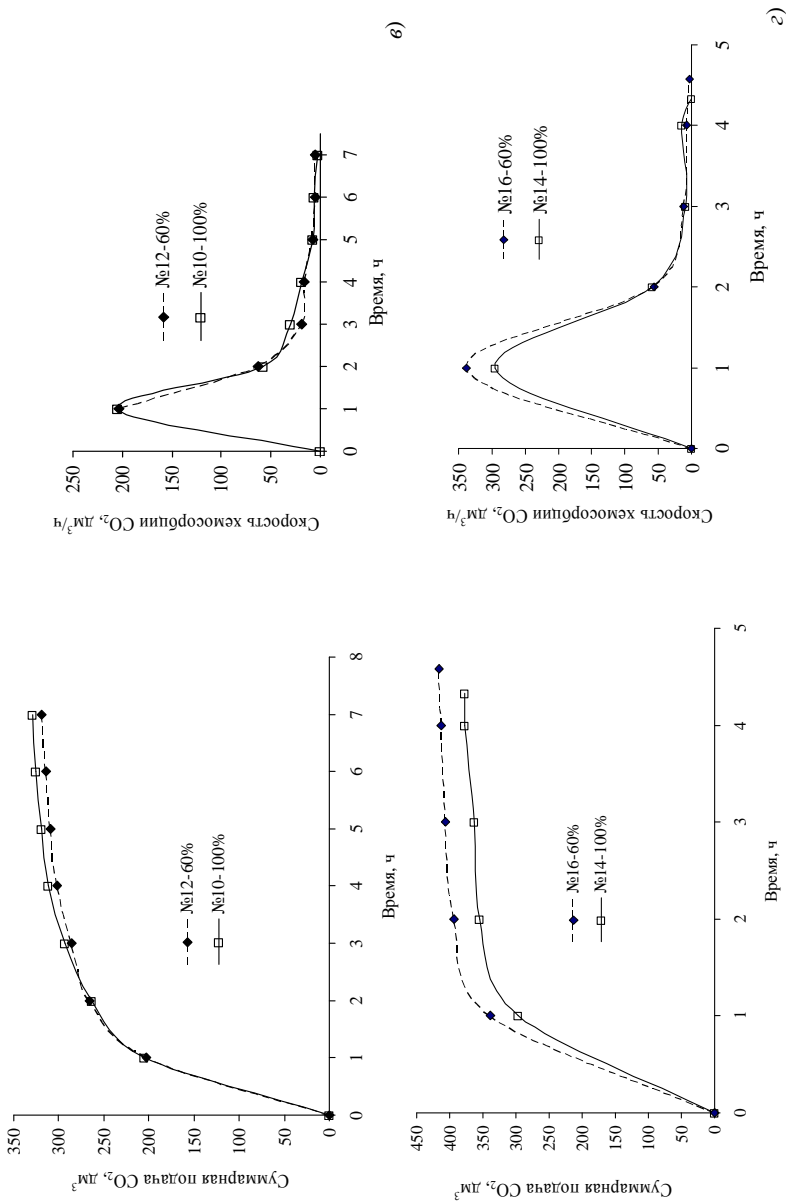 Суммарная подача CO₂, дм³
350
300
250
200
150
100
50
0
0 1 2 3 4 5 6 7 8
Время, ч
№12-60%
№10-100%
Скорость хемосорбции CO₂, дм³/ч
250
200
150
100
50
0
0 1 2 3 4 5 6 7
Время, ч
№12-60%
№10-100%
в)
Суммарная подача CO₂, дм³
450
400
350
300
250
200
150
100
50
0
0 1 2 3 4 5
Время, ч
№16-60%
№14-100%
Скорость хемосорбции CO₂, дм³/ч
350
300
250
200
150
100
50
0
0 1 2 3 4 5
Время, ч
№16-60%
№14-100%
г)